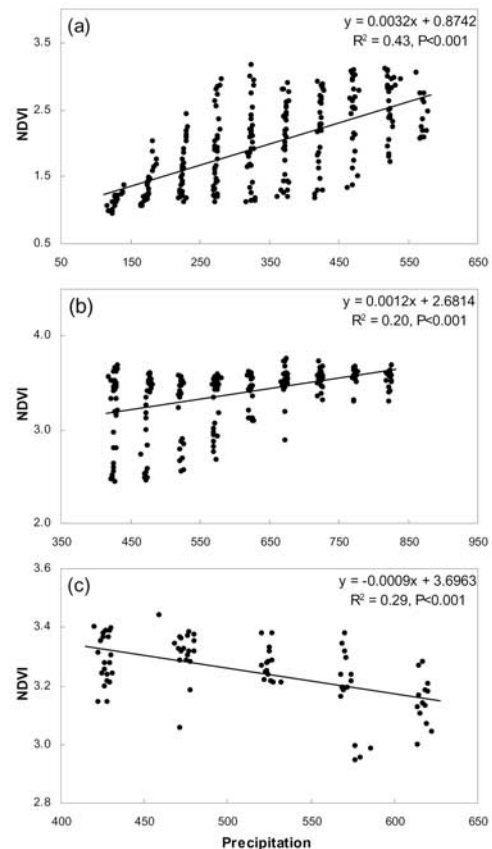 (a)
y = 0.0032x + 0.8742
R² = 0.43, P<0.001
3.5
2.5
1.5
0.5
NDVI
50 150 250 350 450 550 650
(b)
y = 0.0012x + 2.6814
R² = 0.20, P<0.001
4.0
3.0
2.0
NDVI
350 450 550 650 750 850 950
(c)
y = -0.0009x + 3.6963
R² = 0.29, P<0.001
3.6
3.4
3.2
3.0
2.8
NDVI
400 450 500 550 600 650
Precipitation